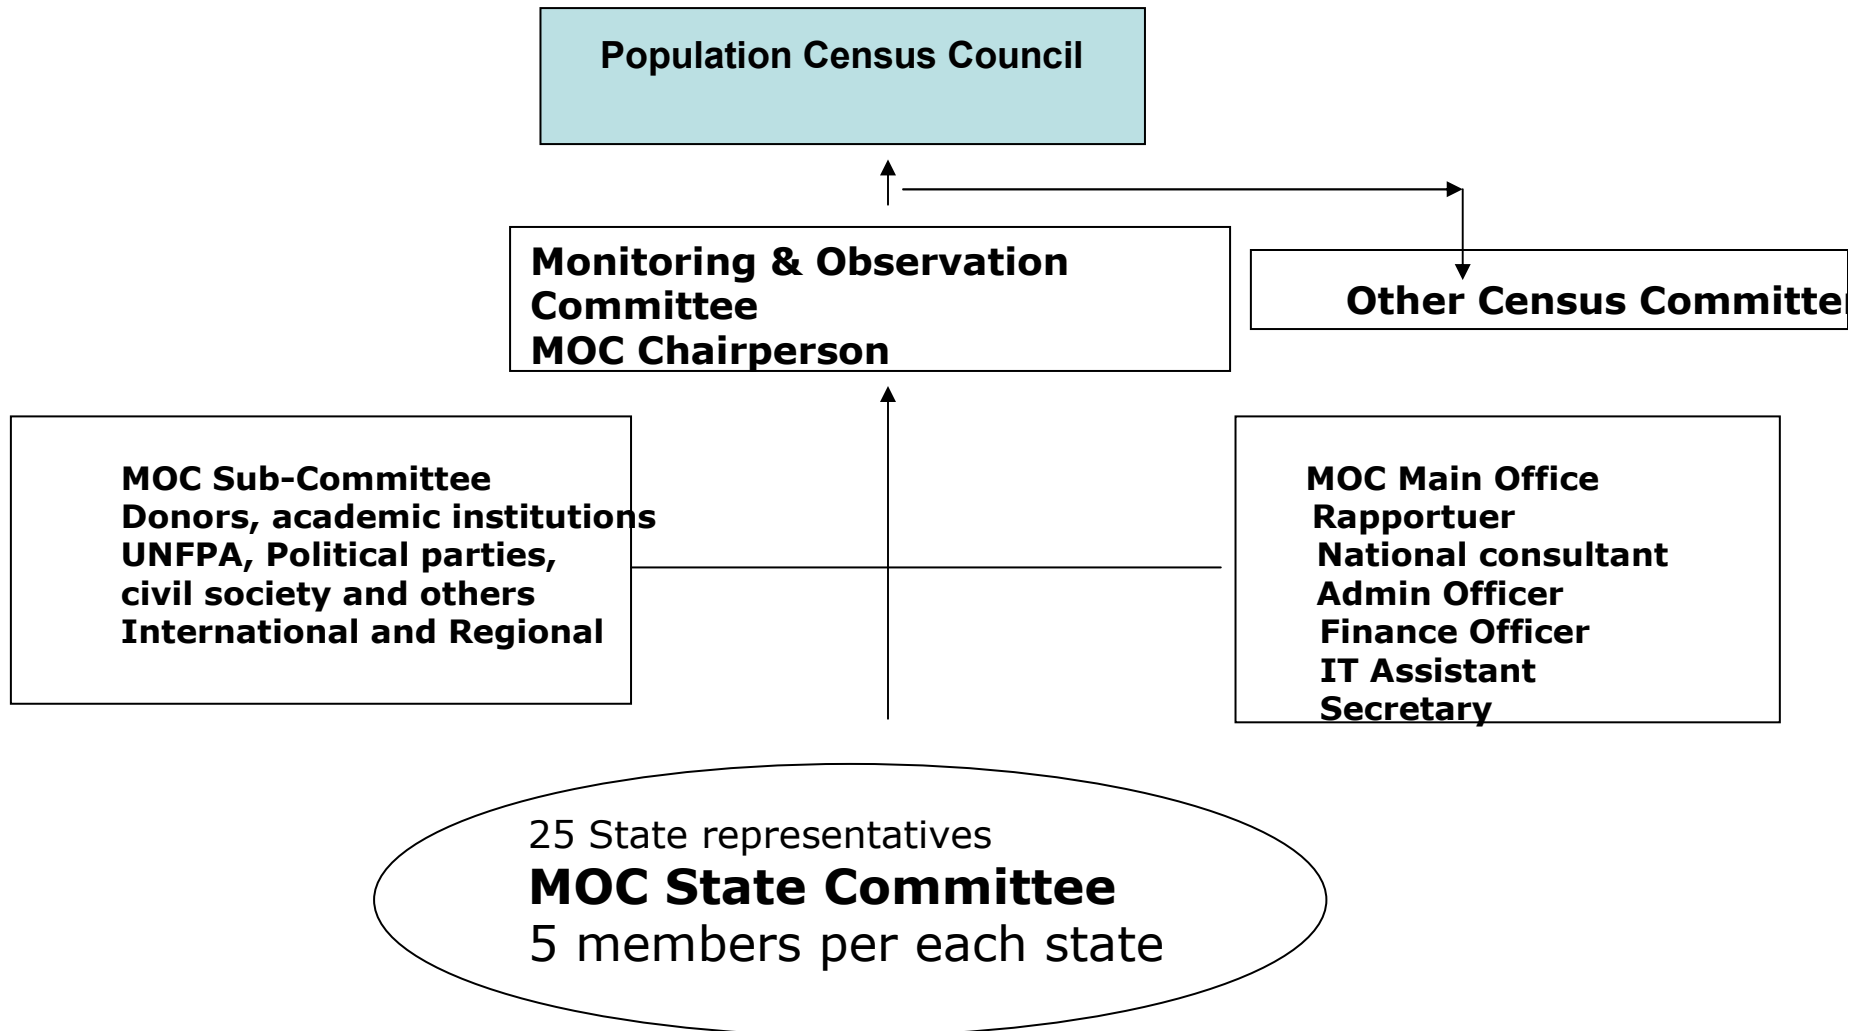 Population Census Council
Monitoring & Observation
Committee
MOC Chairperson
Other Census Committe
MOC Sub-Committee
Donors, academic institutions
UNFPA, Political parties,
civil society and others
International and Regional
MOC Main Office
Rapportuer
National consultant
Admin Officer
Finance Officer
IT Assistant
Secretary
25 State representatives
MOC State Committee
5 members per each state